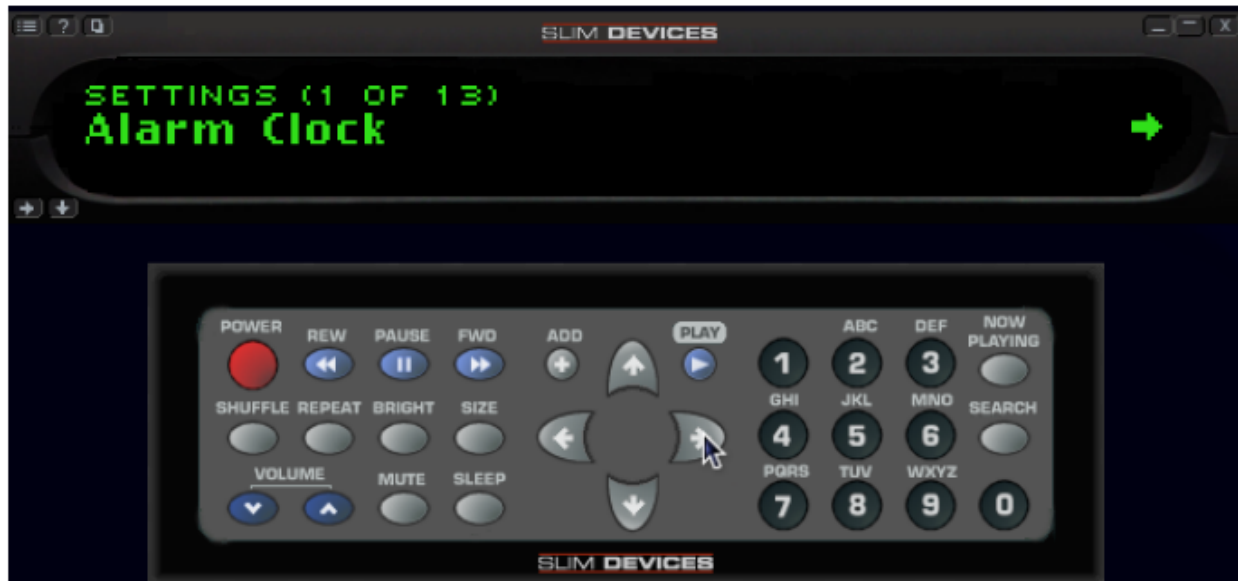 ?
SLIM DEVICES
X
SETTINGS (1 OF 13)
Alarm Clock
POWER REW PAUSE FWD ADD PLAY ABC DEF NOW PLAYING
1 2 3
SHUFFLE REPEAT BRIGHT SIZE GHI JKL MNO SEARCH
4 5 6
VOLUME MUTE SLEEP PQRS TUV WXYZ
7 8 9 0
SLIM DEVICES